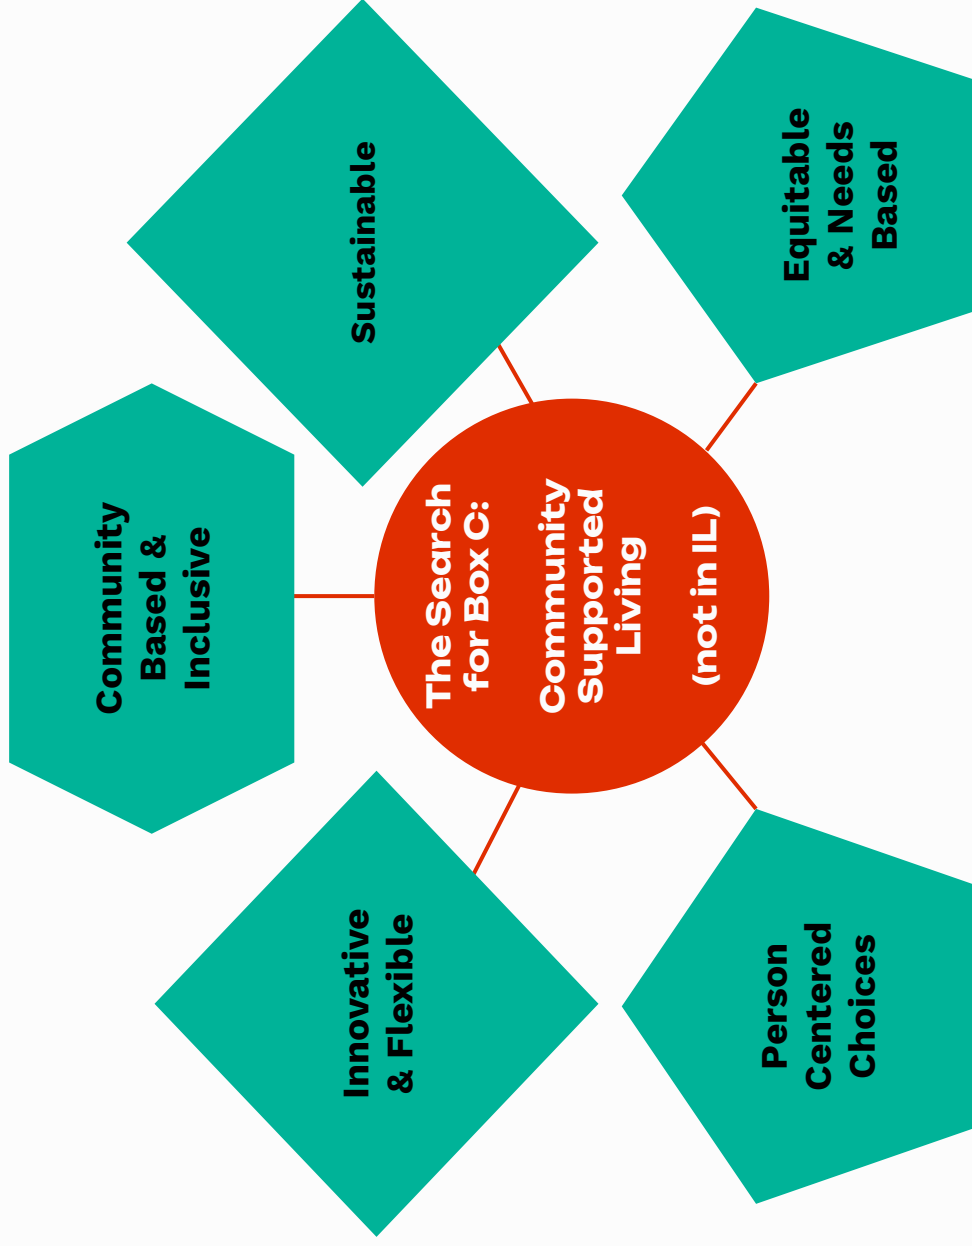 Community
Based &
Inclusive
Innovative
& Flexible
Sustainable
The Search
for Box C:
Community
Supported
Living
(not in IL)
Person
Centered
Choices
Equitable
& Needs
Based